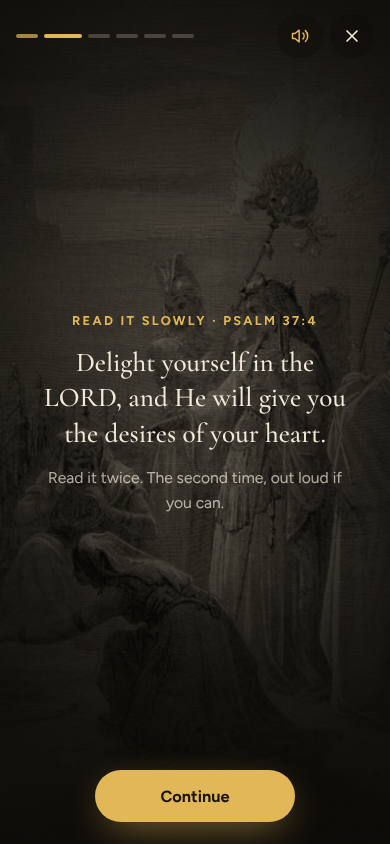 READ IT SLOWLY · PSALM 37:4
Delight yourself in the
LORD, and He will give you
the desires of your heart.
Read it twice. The second time, out loud if
you can.
Continue